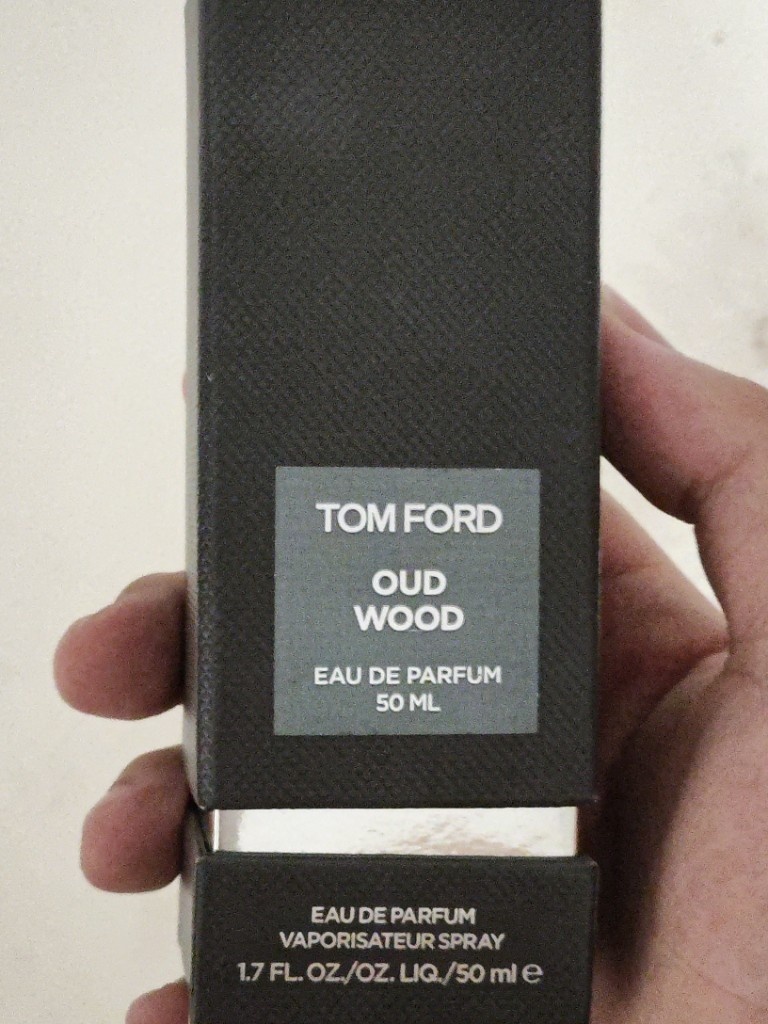 TOM FORD
OUD
WOOD
EAU DE PARFUM
50 ML
EAU DE PARFUM
VAPORISATEUR SPRAY
1.7 FL. OZ./OZ. LIQ./50 ml ℮